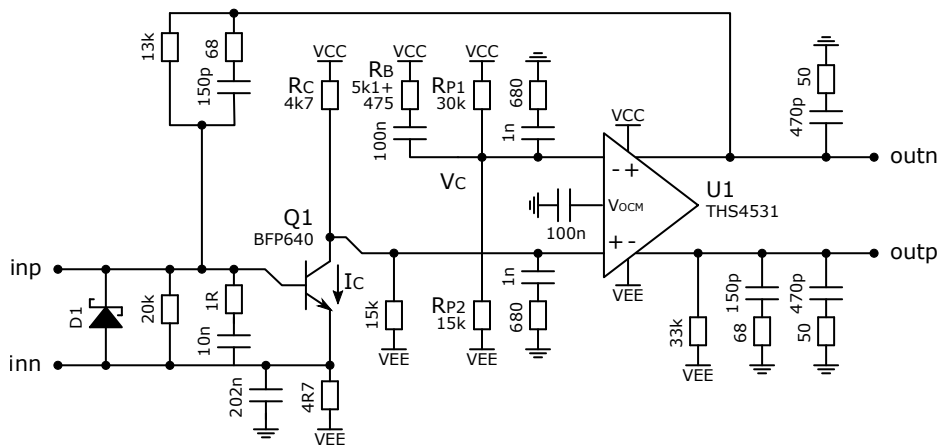 13k
68
150p
VCC
RC
4k7
VCC
RB
5k1+
475
100n
VCC
RP1
30k
680
1n
VCC
50
470p
outn
VC
- +
U1
THS4531
VOCM
100n
+ -
VEE
outp
Q1
BFP640
IC
inp
D1
20k
1R
10n
inn
202n
4R7
VEE
15k
VEE
RP2
15k
VEE
1n
680
33k
VEE
150p
68
470p
50